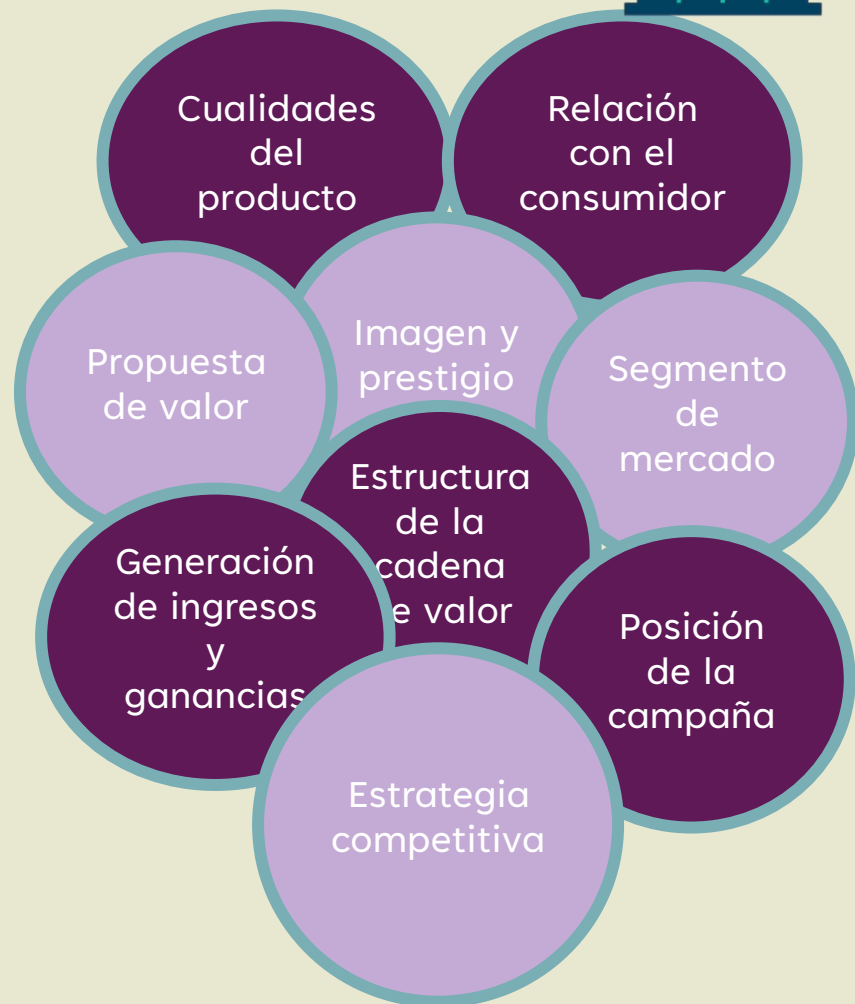 Cualidades
del
producto
Relación
con el
consumidor
Propuesta
de valor
Imagen y
prestigio
Segmento
de
mercado
Estructura
de la
cadena
e valor
Generación
de ingresos
y
ganancias
Posición
de la
campaña
Estrategia
competitiva